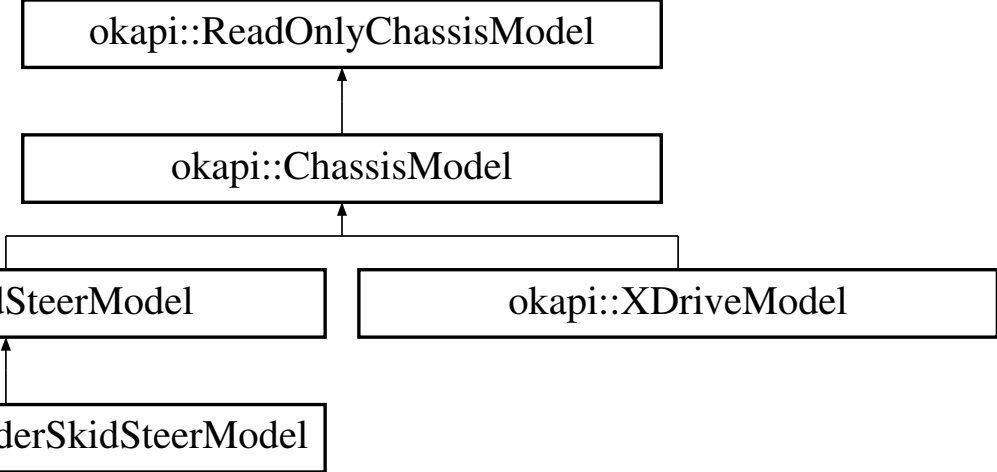 okapi::ReadOnlyChassisModel
okapi::ChassisModel
dSteerModel
okapi::XDriveModel
derSkidSteerModel